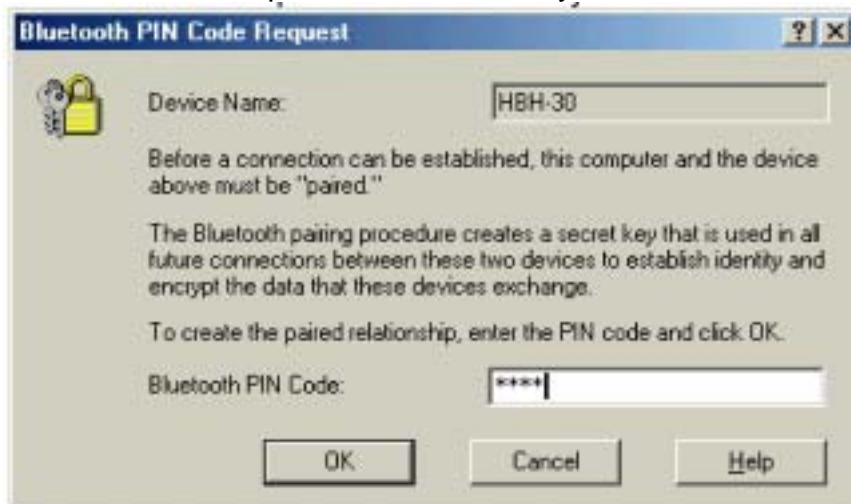 Bluetooth PIN Code Request
Device Name: HBH-30
Before a connection can be established, this computer and the device
above must be "paired."
The Bluetooth pairing procedure creates a secret key that is used in all
future connections between these two devices to establish identity and
encrypt the data that these devices exchange.
To create the paired relationship, enter the PIN code and click OK.
Bluetooth PIN Code: ****
OK Cancel Help